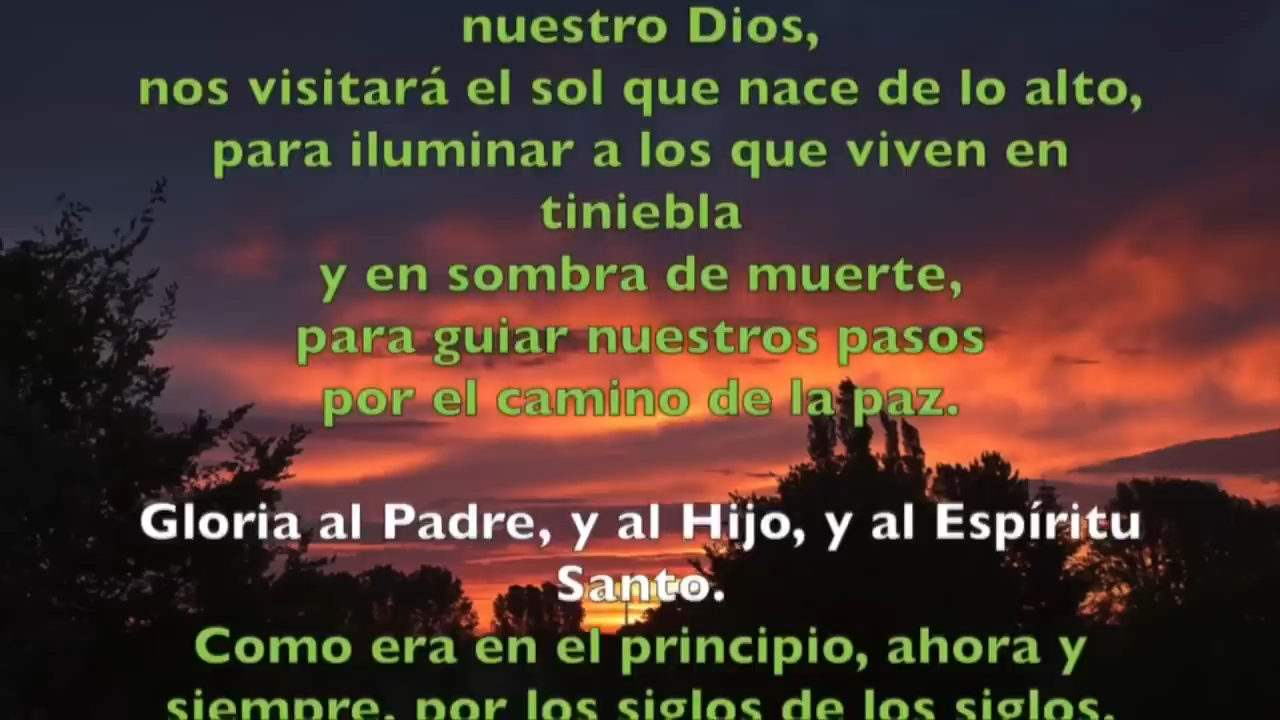 nuestro Dios,
nos visitará el sol que nace de lo alto,
para iluminar a los que viven en
tiniebla
y en sombra de muerte,
para guiar nuestros pasos
por el camino de la paz.
Gloria al Padre, y al Hijo, y al Espíritu
Santo.
Como era en el principio, ahora y
siempre, por los siglos de los siglos.